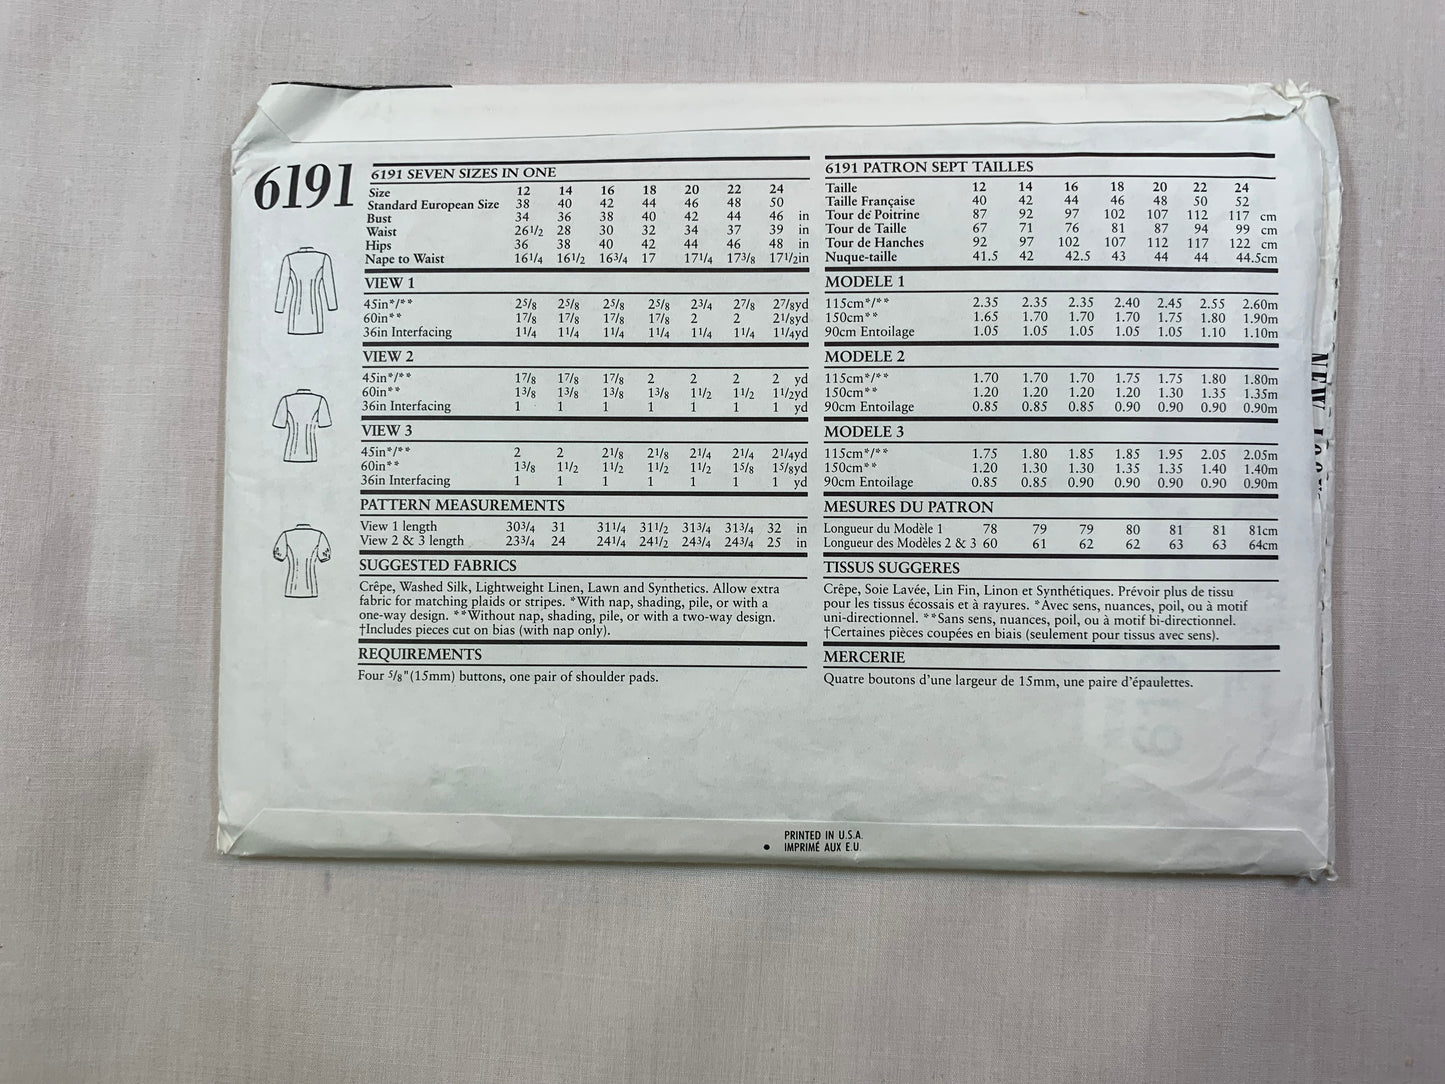 6191
6191 SEVEN SIZES IN ONE
Size 12 14 16 18 20 22 24
Standard European Size 38 40 42 44 46 48 50
Bust 34 36 38 40 42 44 46 in
Waist 26½ 28 30 32 34 37 39 in
Hips 36 38 40 42 44 46 48 in
Nape to Waist 16¼ 16½ 16¾ 17 17¼ 17⅜ 17½in
VIEW 1
45in*/** 2⅝ 2⅝ 2⅝ 2⅝ 2¾ 2⅞ 2⅞yd
60in** 1⅞ 1⅞ 1⅞ 1⅞ 2 2 2⅛yd
36in Interfacing 1¼ 1¼ 1¼ 1¼ 1¼ 1¼ 1¼yd
VIEW 2
45in*/** 1⅞ 1⅞ 1⅞ 2 2 2 2 yd
60in** 1⅜ 1⅜ 1⅜ 1⅜ 1½ 1½ 1½yd
36in Interfacing 1 1 1 1 1 1 1 yd
VIEW 3
45in*/** 2 2 2⅛ 2⅛ 2¼ 2¼ 2¼yd
60in** 1⅜ 1½ 1½ 1½ 1½ 1⅝ 1⅝yd
36in Interfacing 1 1 1 1 1 1 1 yd
PATTERN MEASUREMENTS
View 1 length 30¾ 31 31¼ 31½ 31¾ 31¾ 32 in
View 2 & 3 length 23¾ 24 24¼ 24½ 24¾ 24¾ 25 in
SUGGESTED FABRICS
Crêpe, Washed Silk, Lightweight Linen, Lawn and Synthetics. Allow extra
fabric for matching plaids or stripes. *With nap, shading, pile, or with a
one-way design. **Without nap, shading, pile, or with a two-way design.
†Includes pieces cut on bias (with nap only).
REQUIREMENTS
Four ⅝"(15mm) buttons, one pair of shoulder pads.
6191 PATRON SEPT TAILLES
Taille 12 14 16 18 20 22 24
Taille Française 40 42 44 46 48 50 52
Tour de Poitrine 87 92 97 102 107 112 117 cm
Tour de Taille 67 71 76 81 87 94 99 cm
Tour de Hanches 92 97 102 107 112 117 122 cm
Nuque-taille 41.5 42 42.5 43 44 44 44.5cm
MODELE 1
115cm*/** 2.35 2.35 2.35 2.40 2.45 2.55 2.60m
150cm** 1.65 1.70 1.70 1.70 1.75 1.80 1.90m
90cm Entoilage 1.05 1.05 1.05 1.05 1.05 1.10 1.10m
MODELE 2
115cm*/** 1.70 1.70 1.70 1.75 1.75 1.80 1.80m
150cm** 1.20 1.20 1.20 1.20 1.30 1.35 1.35m
90cm Entoilage 0.85 0.85 0.85 0.90 0.90 0.90 0.90m
MODELE 3
115cm*/** 1.75 1.80 1.85 1.85 1.95 2.05 2.05m
150cm** 1.20 1.30 1.30 1.35 1.35 1.40 1.40m
90cm Entoilage 0.85 0.85 0.90 0.90 0.90 0.90 0.90m
MESURES DU PATRON
Longueur du Modèle 1 78 79 79 80 81 81 81cm
Longueur des Modèles 2 & 3 60 61 62 62 63 63 64cm
TISSUS SUGGERES
Crêpe, Soie Lavée, Lin Fin, Linon et Synthétiques. Prévoir plus de tissu
pour les tissus écossais et à rayures. *Avec sens, nuances, poil, ou à motif
uni-directionnel. **Sans sens, nuances, poil, ou à motif bi-directionnel.
†Certaines pièces coupées en biais (seulement pour tissus avec sens).
MERCERIE
Quatre boutons d'une largeur de 15mm, une paire d'épaulettes.
NEW
PRINTED IN U.S.A.
• IMPRIMÉ AUX E.U.